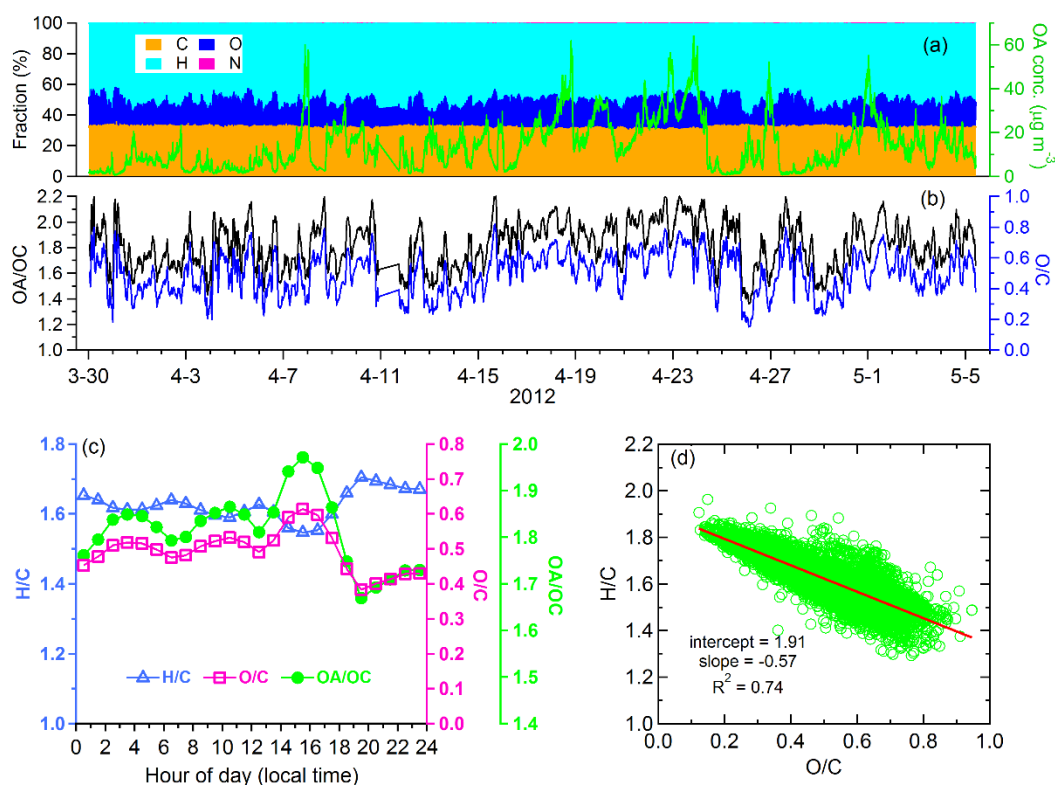 100
80
60
40
20
0
Fraction (%)
C O
H N
(a)
60
40
20
0
OA conc. (µg m-3)
2.2
2.0
1.8
1.6
1.4
1.2
1.0
OA/OC
(b)
1.0
0.8
0.6
0.4
0.2
0.0
O/C
3-30 4-3 4-7 4-11 4-15 4-19 4-23 4-27 5-1 5-5
2012
(c)
1.8
1.6
1.4
1.2
1.0
H/C
0.8
0.7
0.6
0.5
0.4
0.3
0.2
0.1
0.0
O/C
2.0
1.9
1.8
1.7
1.6
1.5
1.4
OA/OC
H/C O/C OA/OC
0 2 4 6 8 10 12 14 16 18 20 22 24
Hour of day (local time)
(d)
2.2
2.0
1.8
1.6
1.4
1.2
1.0
H/C
intercept = 1.91
slope = -0.57
R2 = 0.74
0.0 0.2 0.4 0.6 0.8 1.0
O/C